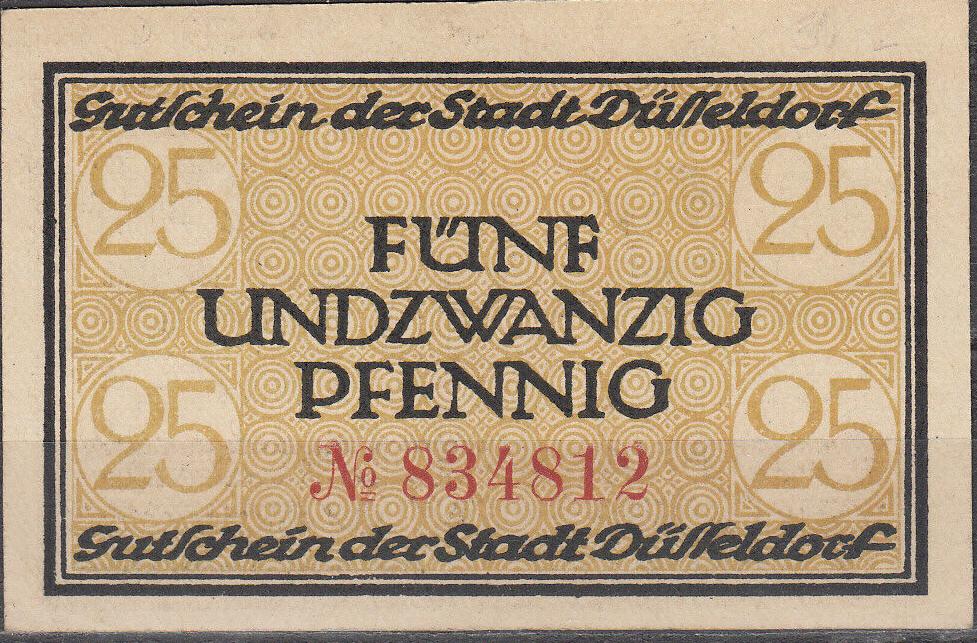 Gutschein der Stadt Düsseldorf
25 25
FÜNF
UNDZWANZIG
PFENNIG
25 25
№ 834812
Gutschein der Stadt Düsseldorf